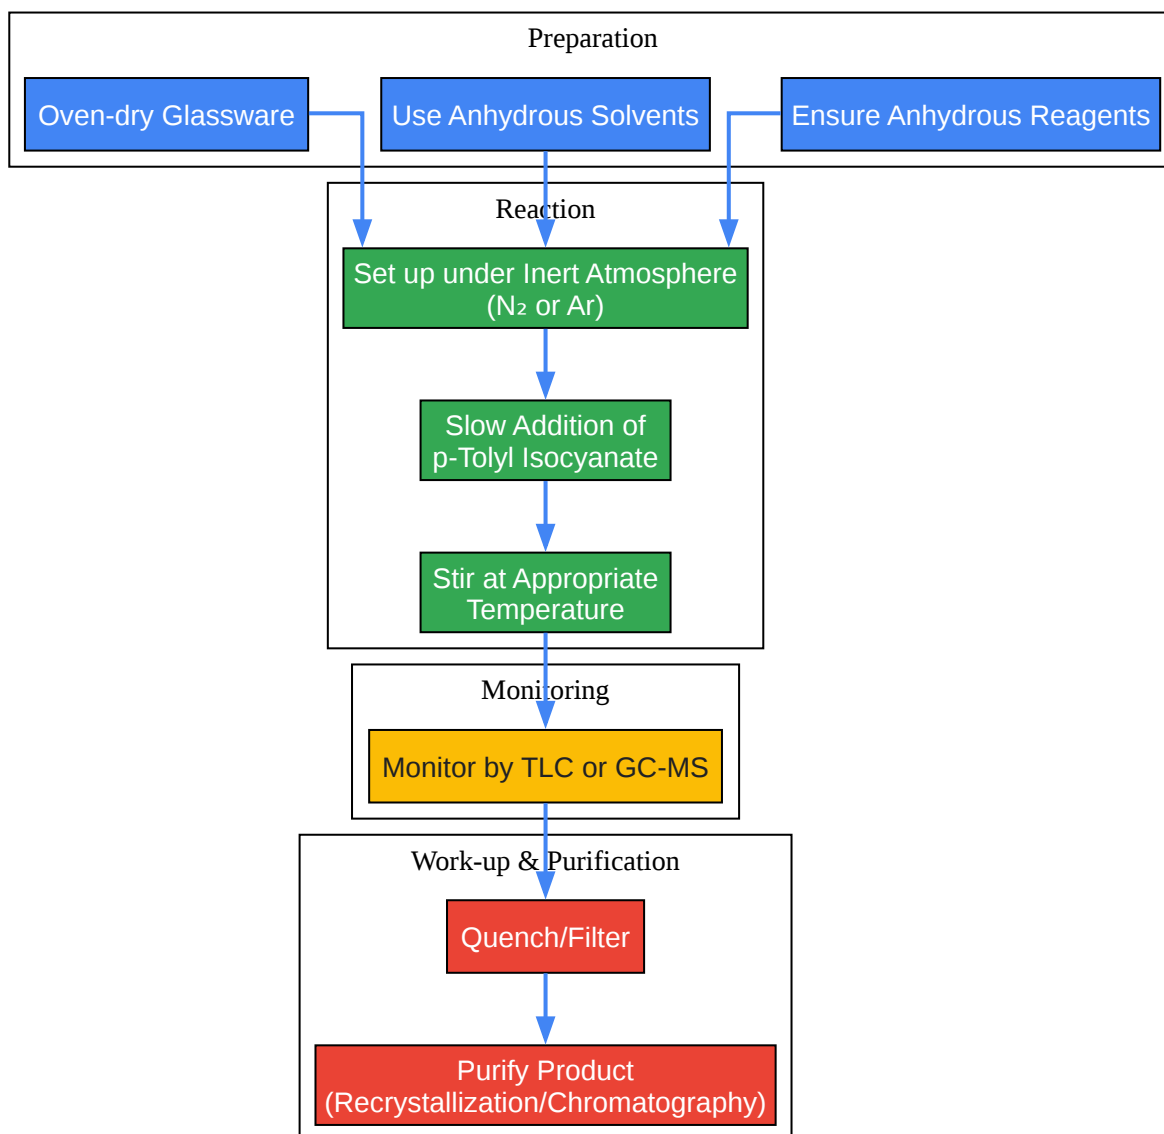 Preparation
Oven-dry Glassware
Use Anhydrous Solvents
Ensure Anhydrous Reagents
Reaction
Set up under Inert Atmosphere
(N₂ or Ar)
Slow Addition of
p-Tolyl Isocyanate
Stir at Appropriate
Temperature
Monitoring
Monitor by TLC or GC-MS
Work-up & Purification
Quench/Filter
Purify Product
(Recrystallization/Chromatography)